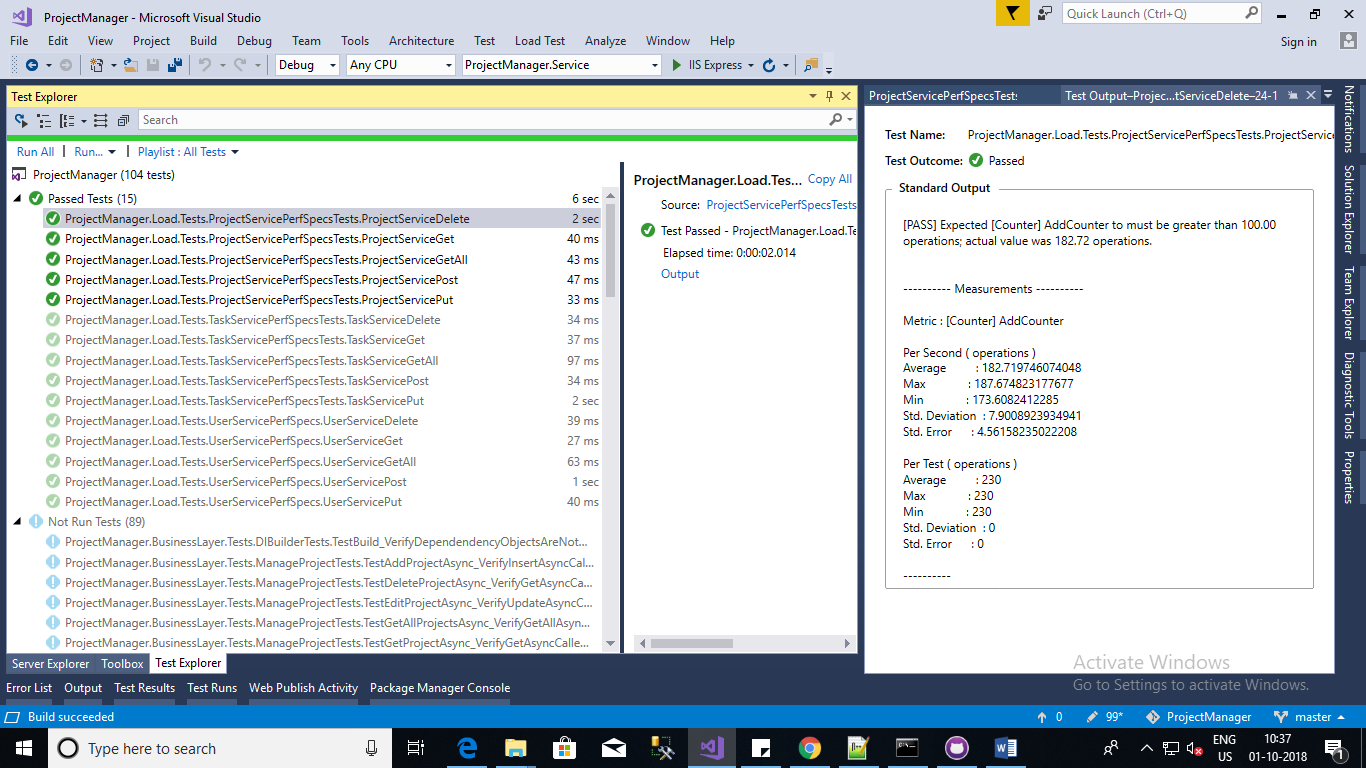 ProjectManager - Microsoft Visual Studio
Quick Launch (Ctrl+Q)
File Edit View Project Build Debug Team Tools Architecture Test Load Test Analyze Window Help
Sign in
Debug Any CPU ProjectManager.Service IIS Express
Test Explorer
Search
Run All | Run... | Playlist : All Tests
ProjectManager (104 tests)
Passed Tests (15) 6 sec
ProjectManager.Load.Tests.ProjectServicePerfSpecsTests.ProjectServiceDelete 2 sec
ProjectManager.Load.Tests.ProjectServicePerfSpecsTests.ProjectServiceGet 40 ms
ProjectManager.Load.Tests.ProjectServicePerfSpecsTests.ProjectServiceGetAll 43 ms
ProjectManager.Load.Tests.ProjectServicePerfSpecsTests.ProjectServicePost 47 ms
ProjectManager.Load.Tests.ProjectServicePerfSpecsTests.ProjectServicePut 33 ms
ProjectManager.Load.Tests.TaskServicePerfSpecsTests.TaskServiceDelete 34 ms
ProjectManager.Load.Tests.TaskServicePerfSpecsTests.TaskServiceGet 37 ms
ProjectManager.Load.Tests.TaskServicePerfSpecsTests.TaskServiceGetAll 97 ms
ProjectManager.Load.Tests.TaskServicePerfSpecsTests.TaskServicePost 34 ms
ProjectManager.Load.Tests.TaskServicePerfSpecsTests.TaskServicePut 2 sec
ProjectManager.Load.Tests.UserServicePerfSpecs.UserServiceDelete 39 ms
ProjectManager.Load.Tests.UserServicePerfSpecs.UserServiceGet 27 ms
ProjectManager.Load.Tests.UserServicePerfSpecs.UserServiceGetAll 63 ms
ProjectManager.Load.Tests.UserServicePerfSpecs.UserServicePost 1 sec
ProjectManager.Load.Tests.UserServicePerfSpecs.UserServicePut 40 ms
Not Run Tests (89)
ProjectManager.BusinessLayer.Tests.DIBuilderTests.TestBuild_VerifyDependendencyObjectsAreNot...
ProjectManager.BusinessLayer.Tests.ManageProjectTests.TestAddProjectAsync_VerifyInsertAsyncCal...
ProjectManager.BusinessLayer.Tests.ManageProjectTests.TestDeleteProjectAsync_VerifyGetAsyncCa...
ProjectManager.BusinessLayer.Tests.ManageProjectTests.TestEditProjectAsync_VerifyUpdateAsyncC...
ProjectManager.BusinessLayer.Tests.ManageProjectTests.TestGetAllProjectsAsync_VerifyGetAllAsyn...
ProjectManager.BusinessLayer.Tests.ManageProjectTests.TestGetProjectAsync_VerifyGetAsyncCalle...
ProjectManager.Load.Tes... Copy All
Source: ProjectServicePerfSpecsTests
Test Passed - ProjectManager.Load.Te
Elapsed time: 0:00:02.014
Output
ProjectServicePerfSpecsTests
Test Output–Projec...tServiceDelete–24-1
Test Name: ProjectManager.Load.Tests.ProjectServicePerfSpecsTests.ProjectService
Test Outcome: Passed
Standard Output
[PASS] Expected [Counter] AddCounter to must be greater than 100.00
operations; actual value was 182.72 operations.
---------- Measurements ----------
Metric : [Counter] AddCounter
Per Second ( operations )
Average : 182.719746074048
Max : 187.674823177677
Min : 173.6082412285
Std. Deviation : 7.9008923934941
Std. Error : 4.56158235022208
Per Test ( operations )
Average : 230
Max : 230
Min : 230
Std. Deviation : 0
Std. Error : 0
----------
Notifications
Solution Explorer
Team Explorer
Diagnostic Tools
Properties
Activate Windows
Go to Settings to activate Windows.
Server Explorer Toolbox Test Explorer
Error List Output Test Results Test Runs Web Publish Activity Package Manager Console
Build succeeded 0 99* ProjectManager master
Type here to search
ENG
US
10:37
01-10-2018
1